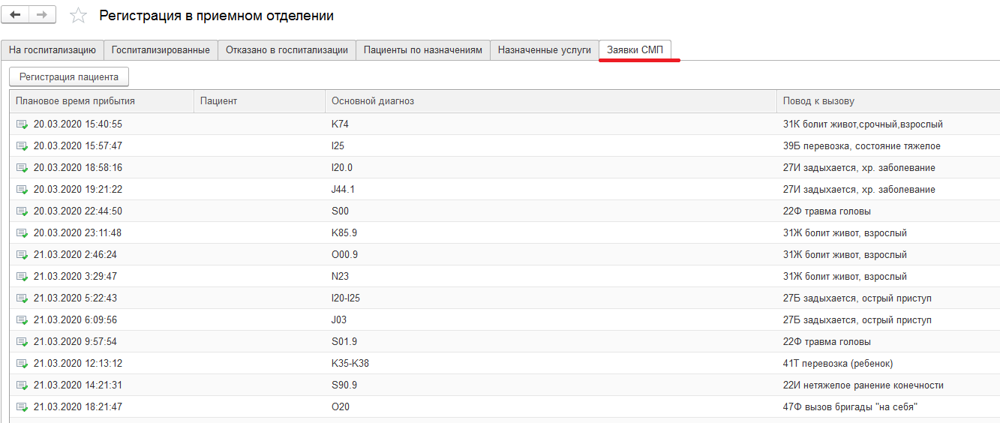 Регистрация в приемном отделении
На госпитализацию Госпитализированные Отказано в госпитализации Пациенты по назначениям Назначенные услуги Заявки СМП
Регистрация пациента
Плановое время прибытия Пациент Основной диагноз Повод к вызову
20.03.2020 15:40:55 K74 31К болит живот,срочный,взрослый
20.03.2020 15:57:47 I25 39Б перевозка, состояние тяжелое
20.03.2020 18:58:16 I20.0 27И задыхается, хр. заболевание
20.03.2020 19:21:22 J44.1 27И задыхается, хр. заболевание
20.03.2020 22:44:50 S00 22Ф травма головы
20.03.2020 23:11:48 K85.9 31Ж болит живот, взрослый
21.03.2020 2:46:24 O00.9 31Ж болит живот, взрослый
21.03.2020 3:29:47 N23 31Ж болит живот, взрослый
21.03.2020 5:22:43 I20-I25 27Б задыхается, острый приступ
21.03.2020 6:09:56 J03 27Б задыхается, острый приступ
21.03.2020 9:57:54 S01.9 22Ф травма головы
21.03.2020 12:13:12 K35-K38 41Т перевозка (ребенок)
21.03.2020 14:21:31 S90.9 22И нетяжелое ранение конечности
21.03.2020 18:21:47 O20 47Ф вызов бригады "на себя"